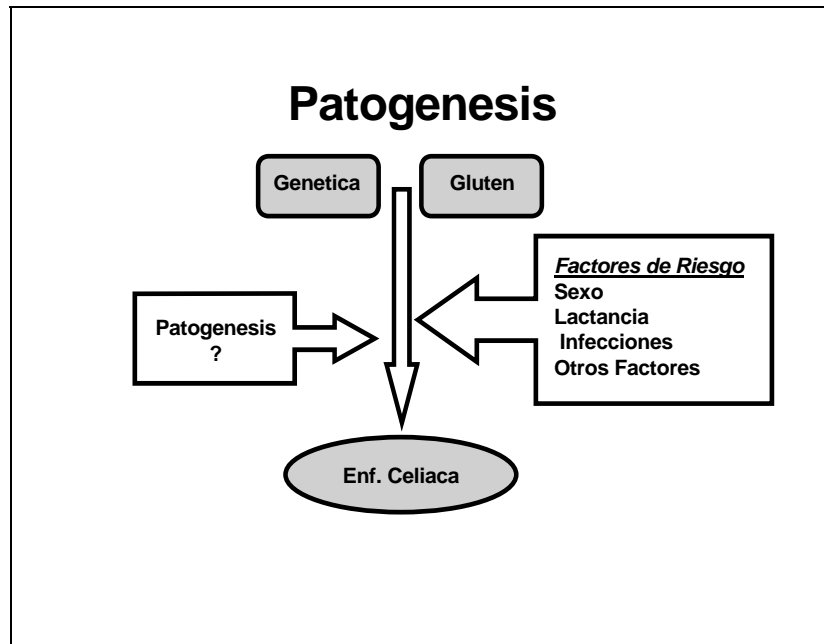 Patogenesis
Genetica
Gluten
Factores de Riesgo
Sexo
Lactancia
Infecciones
Otros Factores
Patogenesis
?
Enf. Celiaca